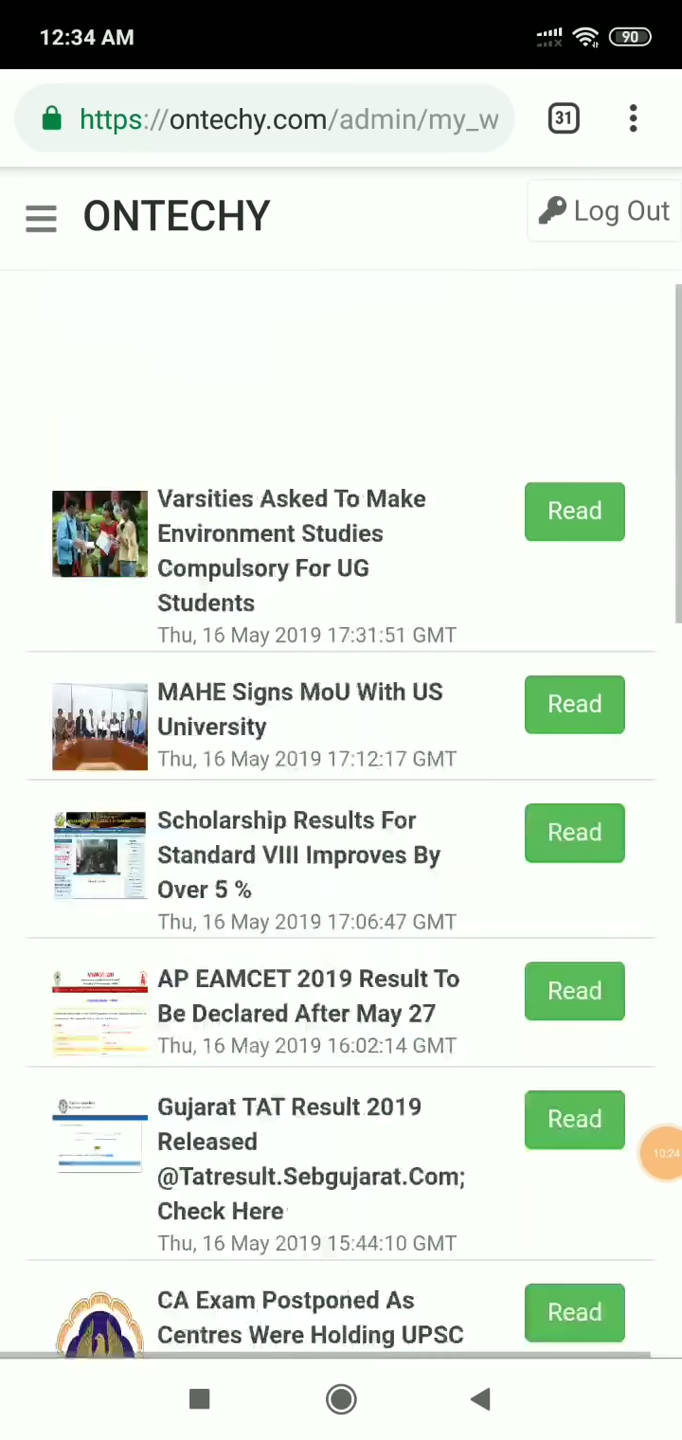 12:34 AM
90
https://ontechy.com/admin/my_w
31
ONTECHY
Log Out
Varsities Asked To Make
Environment Studies
Compulsory For UG
Students
Thu, 16 May 2019 17:31:51 GMT
Read
MAHE Signs MoU With US
University
Thu, 16 May 2019 17:12:17 GMT
Read
Scholarship Results For
Standard VIII Improves By
Over 5 %
Thu, 16 May 2019 17:06:47 GMT
Read
AP EAMCET 2019 Result To
Be Declared After May 27
Thu, 16 May 2019 16:02:14 GMT
Read
Gujarat TAT Result 2019
Released
@Tatresult.Sebgujarat.Com;
Check Here
Thu, 16 May 2019 15:44:10 GMT
Read
10:24
CA Exam Postponed As
Centres Were Holding UPSC
Read